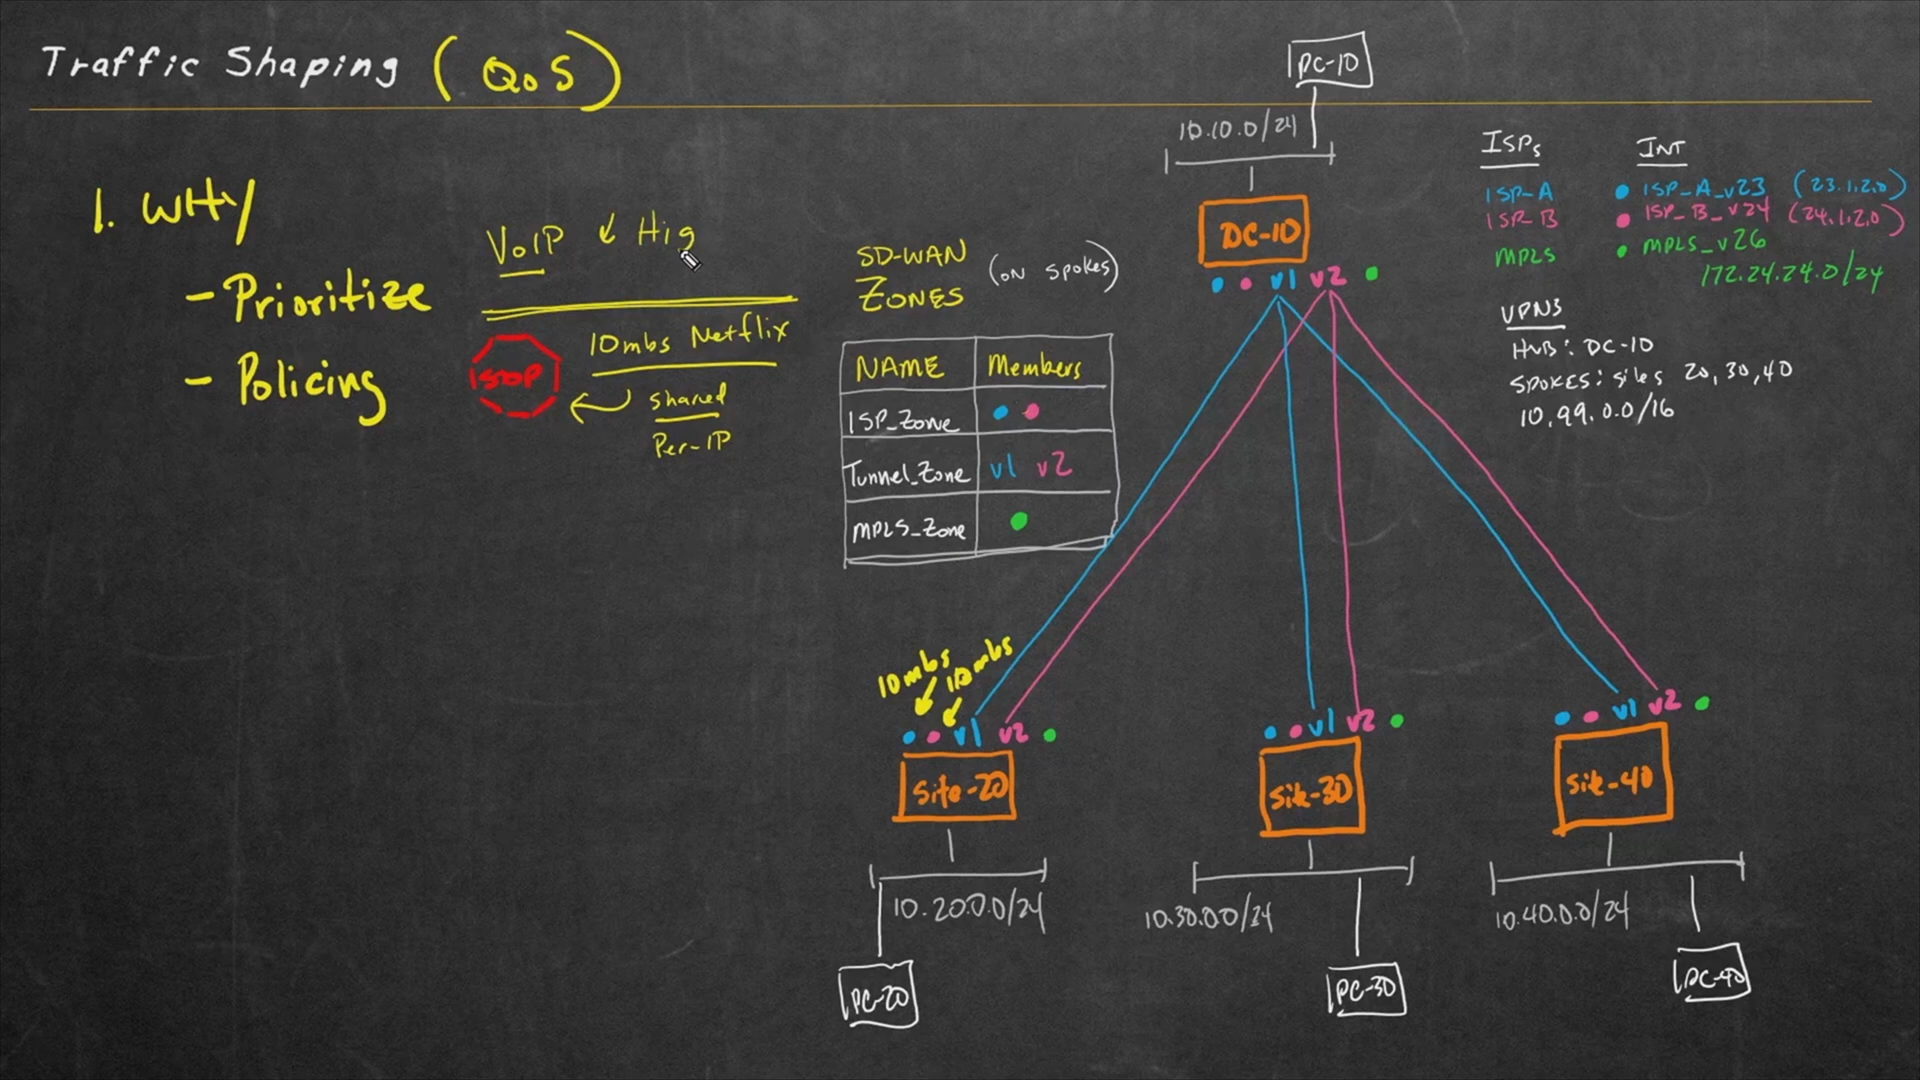 Traffic Shaping (QoS)
1. WHY
- Prioritize
- Policing
VoIP ↓ Hig
10mbs Netflix
STOP
shared
Per-IP
SD-WAN
ZONES
(on spokes)
NAME Members
ISP_Zone
Tunnel_Zone v1 v2
MPLS_Zone
PC-10
10.10.0/24
DC-10
v1 v2
ISPs
ISP-A
ISP-B
MPLS
INT
ISP_A_v23 (23.1.2.0)
ISP_B_v24 (24.1.2.0)
MPLS_v26
172.24.24.0/24
VPNs
HUB: DC-10
SPOKES: sites 20,30,40
10.99.0.0/16
10mbs
10mbs
v1 v2
v1 v2
v1 v2
Site-20
Site-30
Site-40
10.20.0.0/24
10.30.0.0/24
10.40.0.0/24
PC-20
PC-30
PC-40